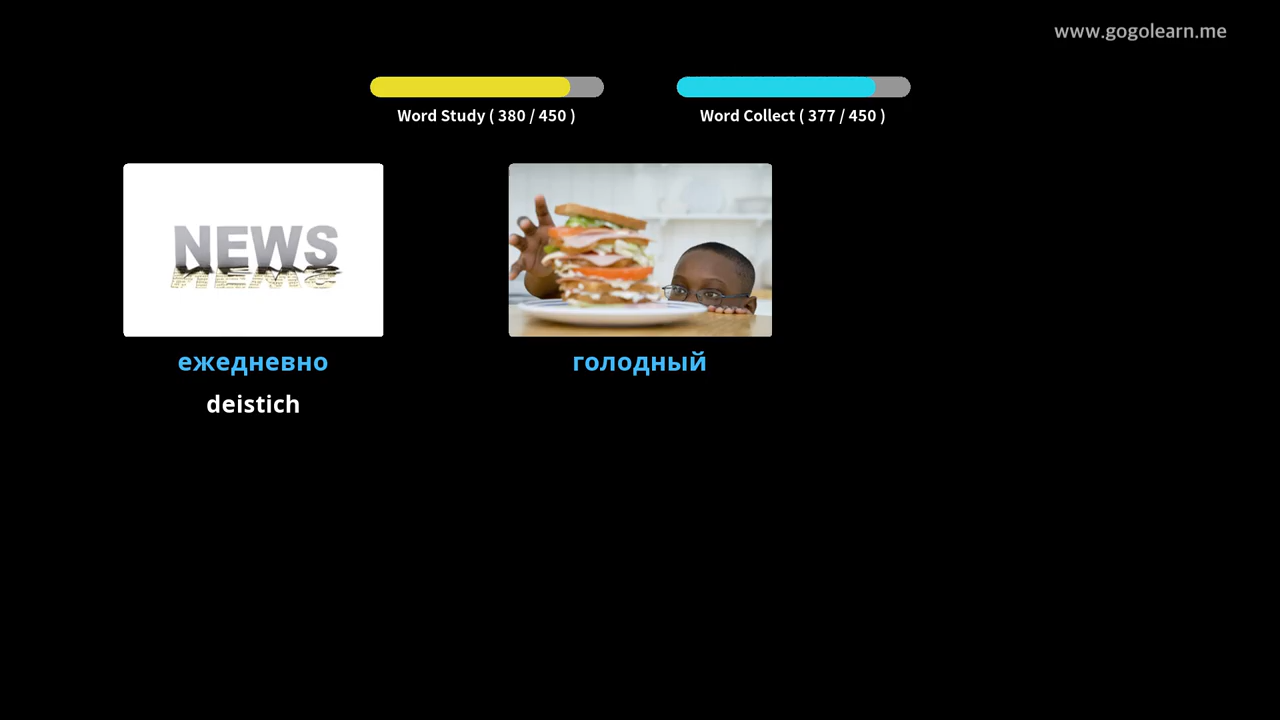 www.gogolearn.me
Word Study ( 380 / 450 )
Word Collect ( 377 / 450 )
NEWS
ежедневно
голодный
deistich